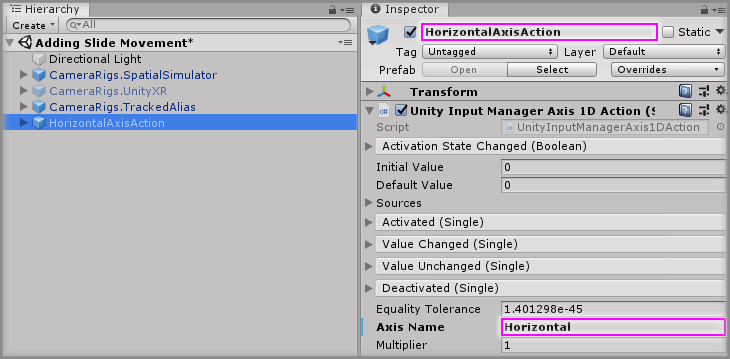 Hierarchy
Create
All
Adding Slide Movement*
Directional Light
CameraRigs.SpatialSimulator
CameraRigs.UnityXR
CameraRigs.TrackedAlias
HorizontalAxisAction
Inspector
HorizontalAxisAction
Static
Tag Untagged Layer Default
Prefab Open Select Overrides
Transform
Unity Input Manager Axis 1D Action (S
Script UnityInputManagerAxis1DAction
Activation State Changed (Boolean)
Initial Value 0
Default Value 0
Sources
Activated (Single)
Value Changed (Single)
Value Unchanged (Single)
Deactivated (Single)
Equality Tolerance 1.401298e-45
Axis Name Horizontal
Multiplier 1